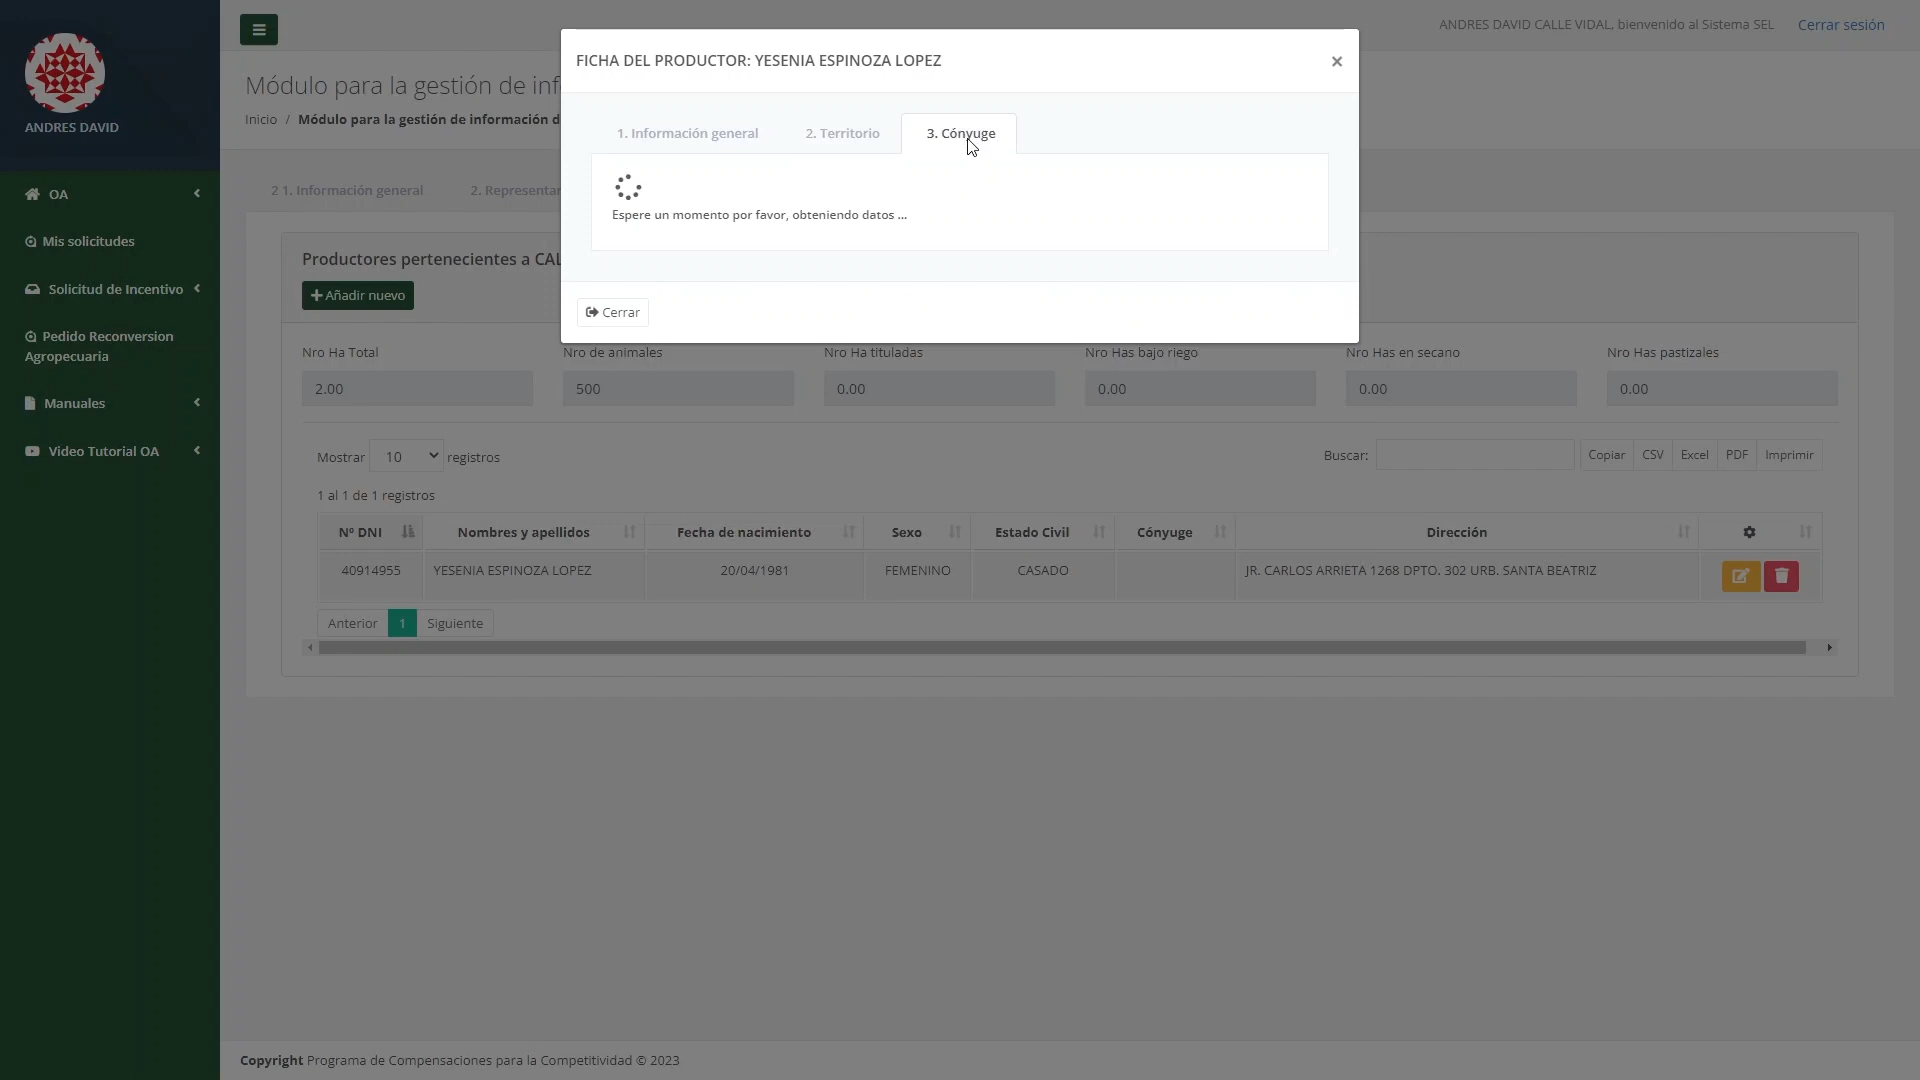 ANDRES DAVID
OA
Mis solicitudes
Solicitud de Incentivo
Pedido Reconversion
Agropecuaria
Manuales
Video Tutorial OA
ANDRES DAVID CALLE VIDAL, bienvenido al Sistema SEL
Cerrar sesión
Módulo para la gestión de inf
Inicio / Módulo para la gestión de información d
2 1. Información general
2. Representan
FICHA DEL PRODUCTOR: YESENIA ESPINOZA LOPEZ
×
1. Información general
2. Territorio
3. Cónyuge
Espere un momento por favor, obteniendo datos ...
Cerrar
Productores pertenecientes a CAL
Añadir nuevo
Nro Ha Total
Nro de animales
Nro Ha tituladas
Nro Has bajo riego
Nro Has en secano
Nro Has pastizales
2.00
500
0.00
0.00
0.00
0.00
Mostrar 10 registros
Buscar:
Copiar
CSV
Excel
PDF
Imprimir
1 al 1 de 1 registros
Nº DNI
Nombres y apellidos
Fecha de nacimiento
Sexo
Estado Civil
Cónyuge
Dirección
40914955
YESENIA ESPINOZA LOPEZ
20/04/1981
FEMENINO
CASADO
JR. CARLOS ARRIETA 1268 DPTO. 302 URB. SANTA BEATRIZ
Anterior
1
Siguiente
Copyright Programa de Compensaciones para la Competitividad © 2023